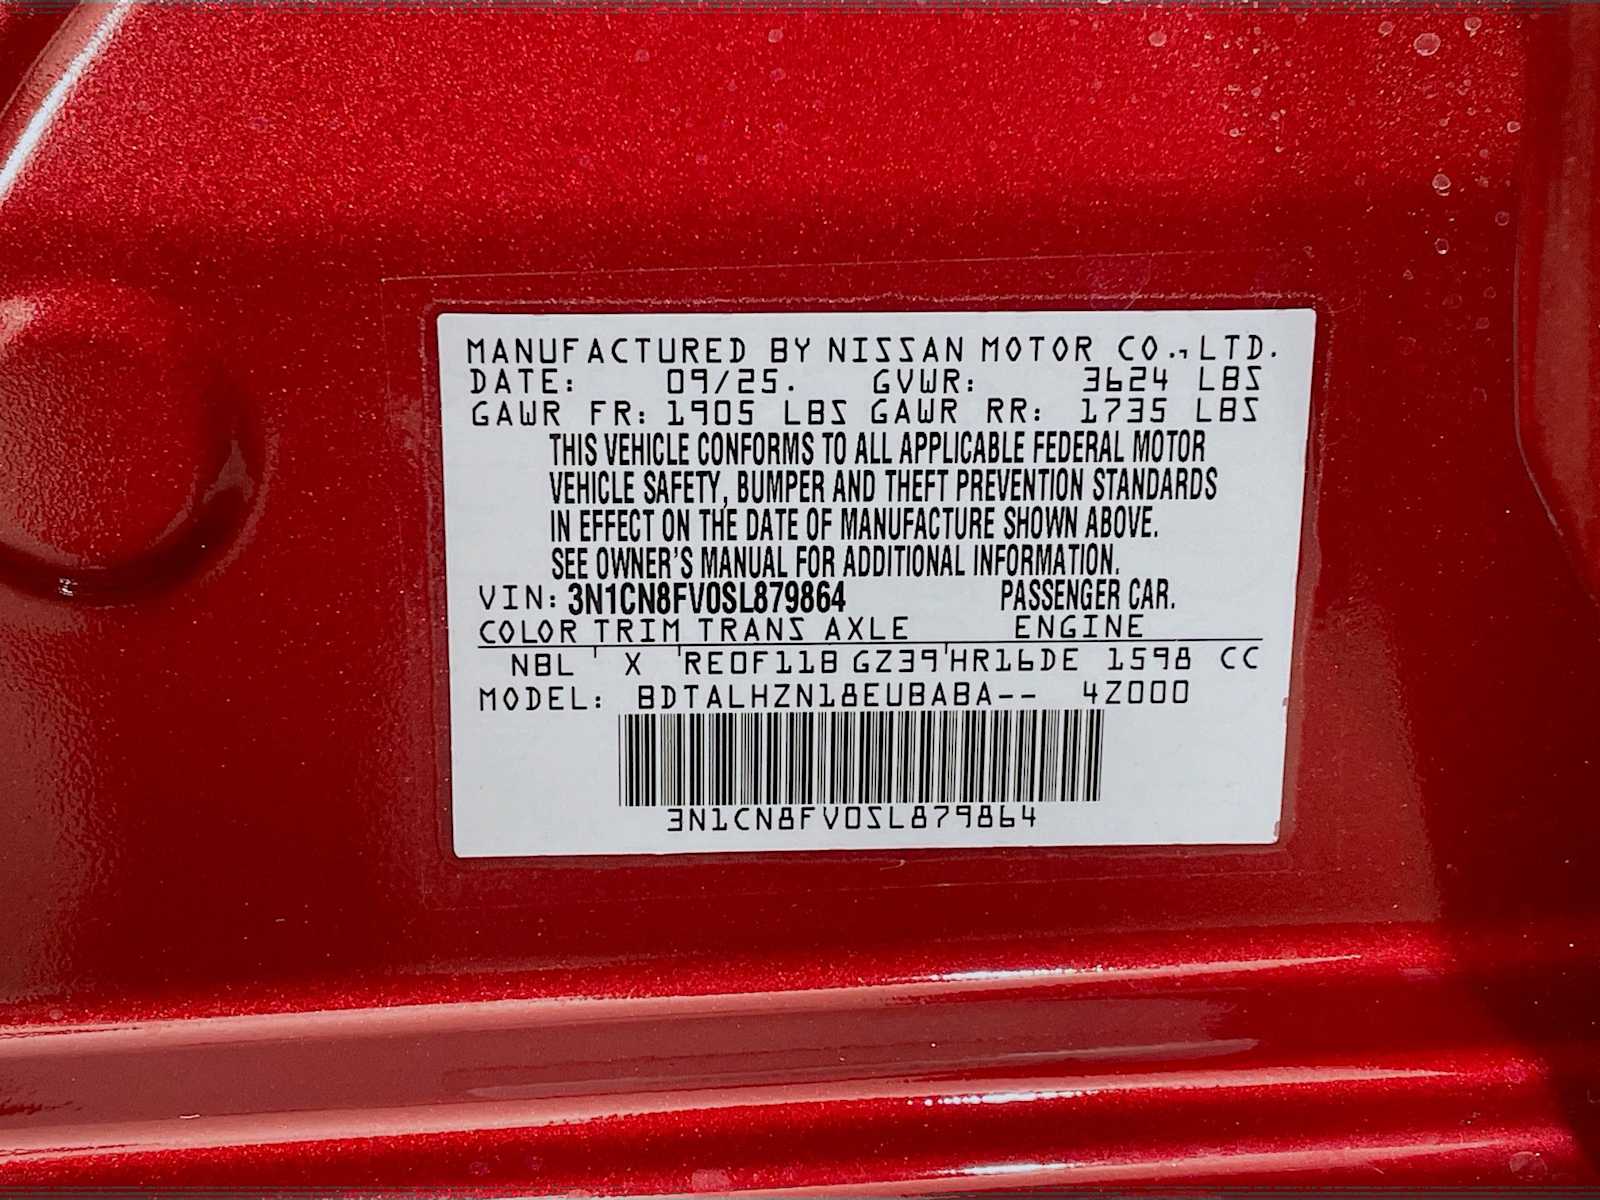 MANUFACTURED BY NISSAN MOTOR CO., LTD.
DATE: 09/25. GVWR: 3624 LBS
GAWR FR: 1905 LBS GAWR RR: 1735 LBS
THIS VEHICLE CONFORMS TO ALL APPLICABLE FEDERAL MOTOR
VEHICLE SAFETY, BUMPER AND THEFT PREVENTION STANDARDS
IN EFFECT ON THE DATE OF MANUFACTURE SHOWN ABOVE.
SEE OWNER'S MANUAL FOR ADDITIONAL INFORMATION.
VIN: 3N1CN8FV0SL879864 PASSENGER CAR.
COLOR TRIM TRANS AXLE ENGINE
NBL X RE0F11B GZ39 HR16DE 1598 CC
MODEL: BDTALHZN18EUBABA-- 4Z000
3N1CN8FV0SL879864